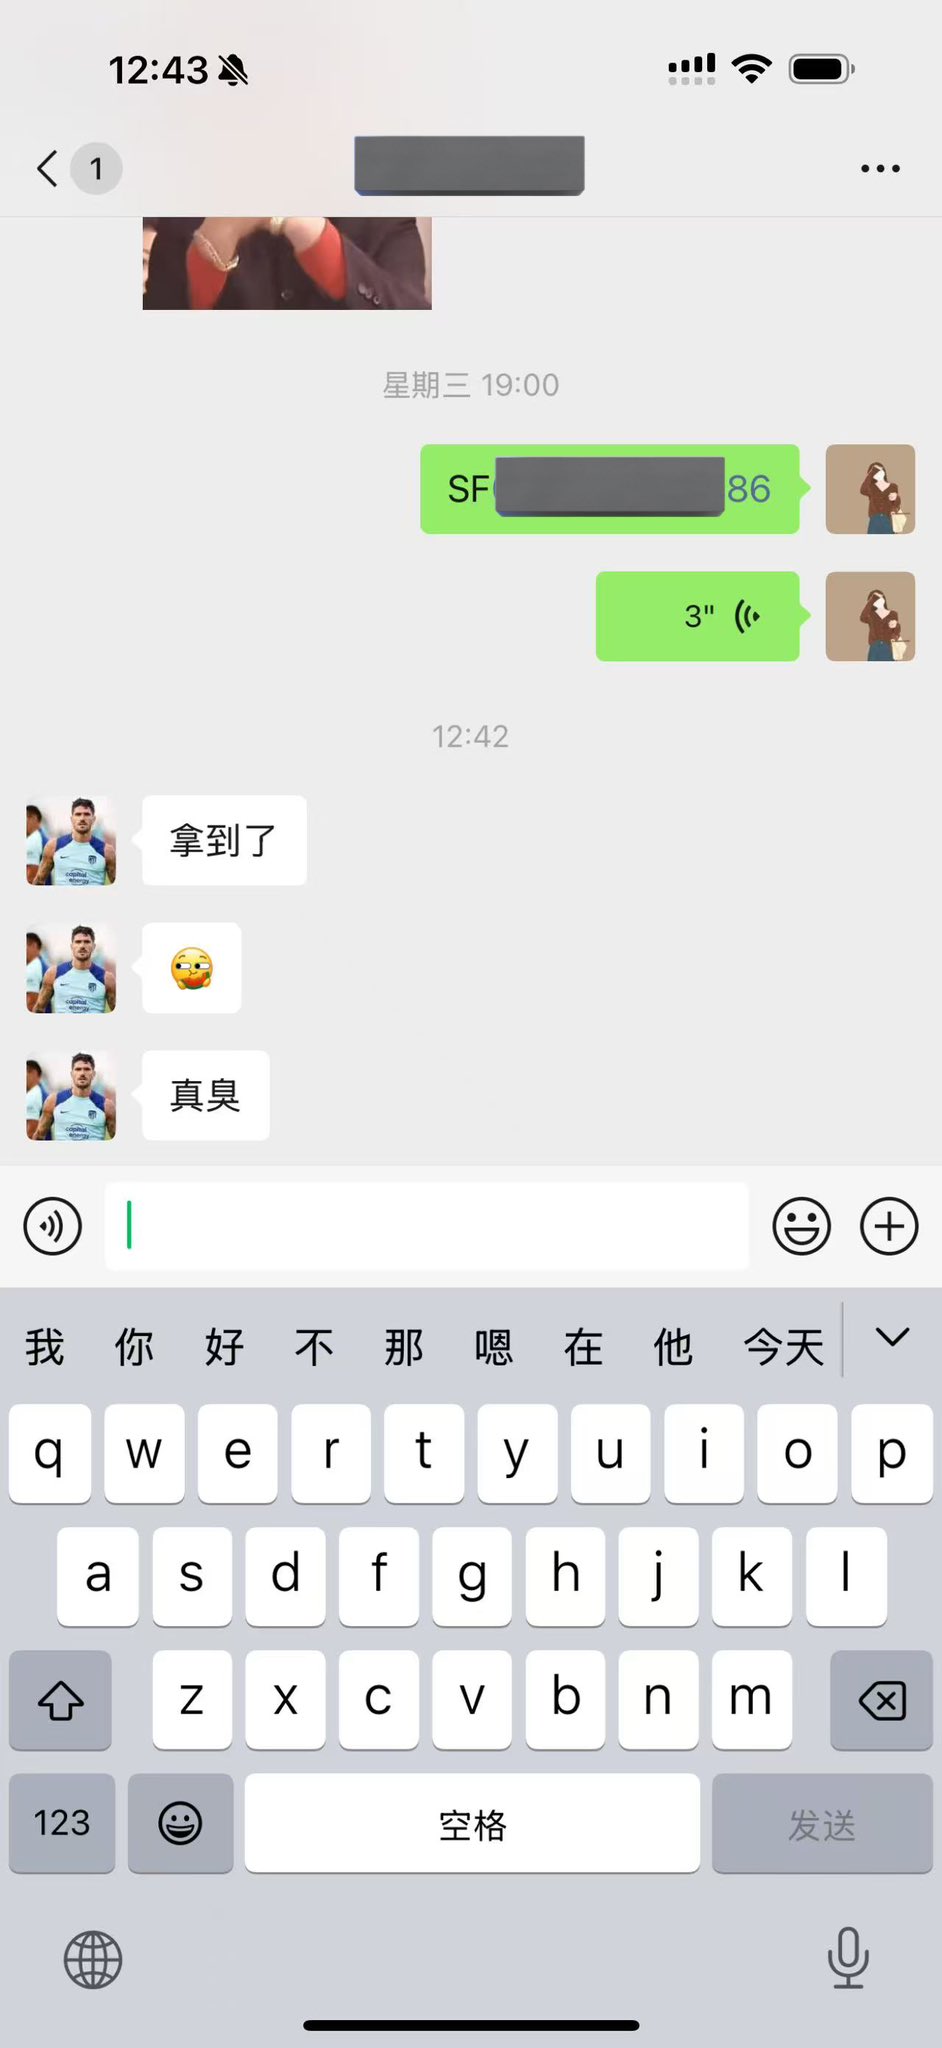 12:43
1
星期三 19:00
SF 86
3"
12:42
拿到了
真臭
我 你 好 不 那 嗯 在 他 今天
q w e r t y u i o p
a s d f g h j k l
z x c v b n m
123 空格 发送